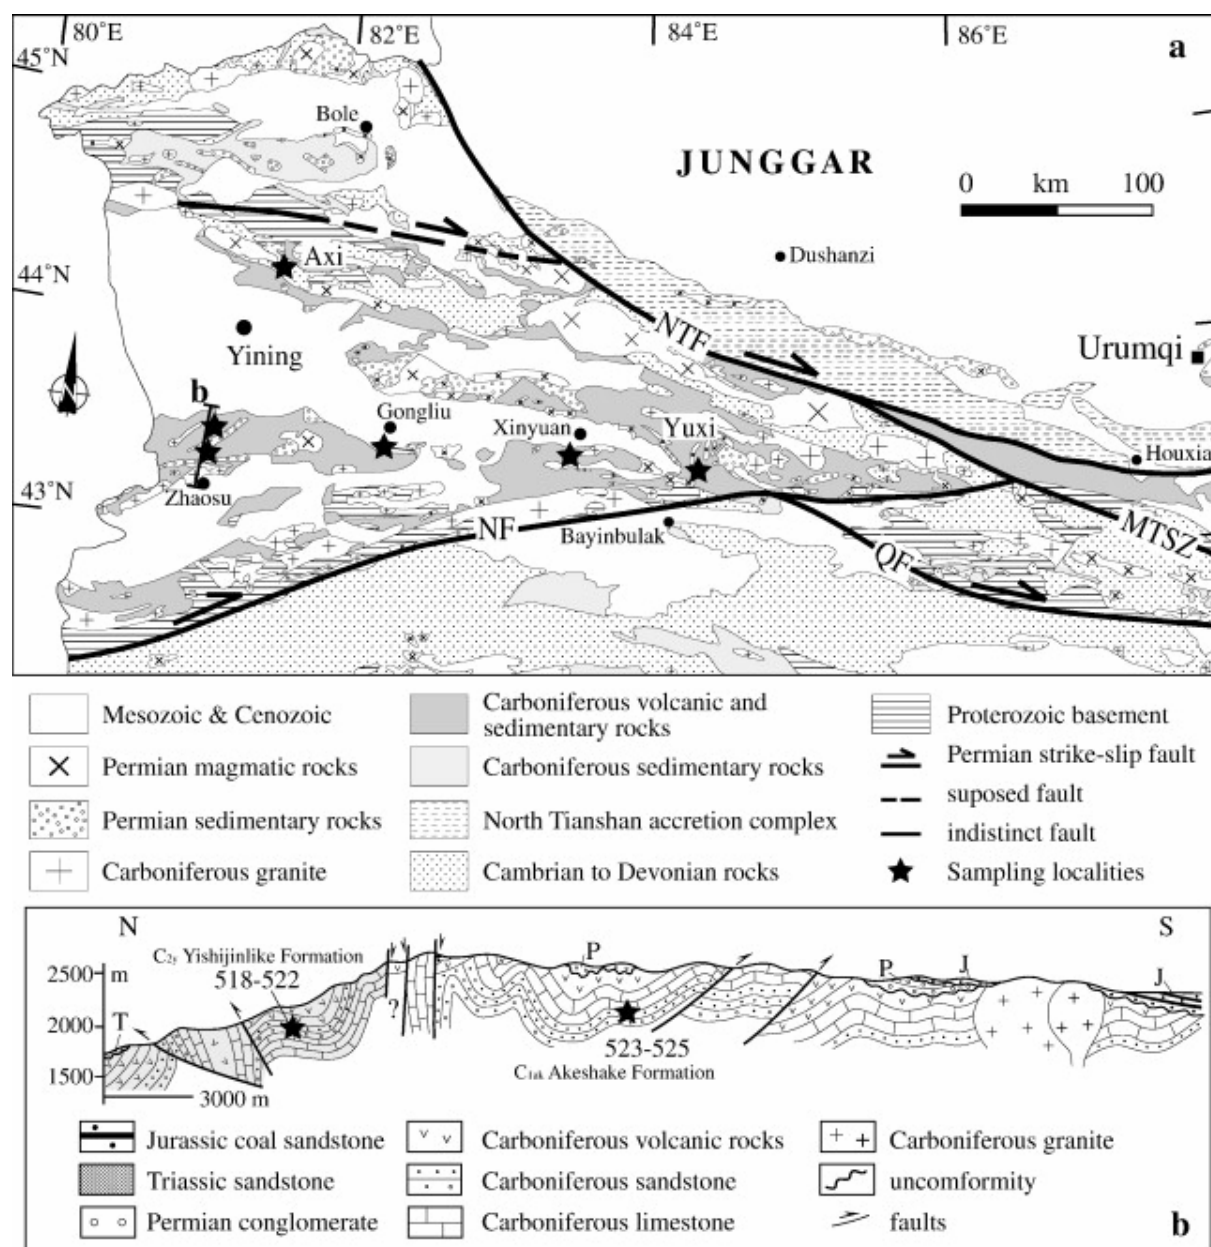 80°E
82°E
84°E
86°E
a
45°N
Bole
JUNGGAR
0 km 100
Axi
Dushanzi
44°N
NTF
Yining
Urumqi
b
Gongliu
Xinyuan
Yuxi
Houxia
Zhaosu
43°N
NF
Bayinbulak
MTSZ
QF
Mesozoic & Cenozoic
Permian magmatic rocks
Permian sedimentary rocks
Carboniferous granite
Carboniferous volcanic and
sedimentary rocks
Carboniferous sedimentary rocks
North Tianshan accretion complex
Cambrian to Devonian rocks
Proterozoic basement
Permian strike-slip fault
suposed fault
indistinct fault
Sampling localities
N
S
C2y Yishijinlike Formation
518-522
2500 m
2000
1500
T
?
P
P
J
J
523-525
C1ak Akeshake Formation
3000 m
Jurassic coal sandstone
Triassic sandstone
Permian conglomerate
Carboniferous volcanic rocks
Carboniferous sandstone
Carboniferous limestone
Carboniferous granite
uncomformity
faults
b